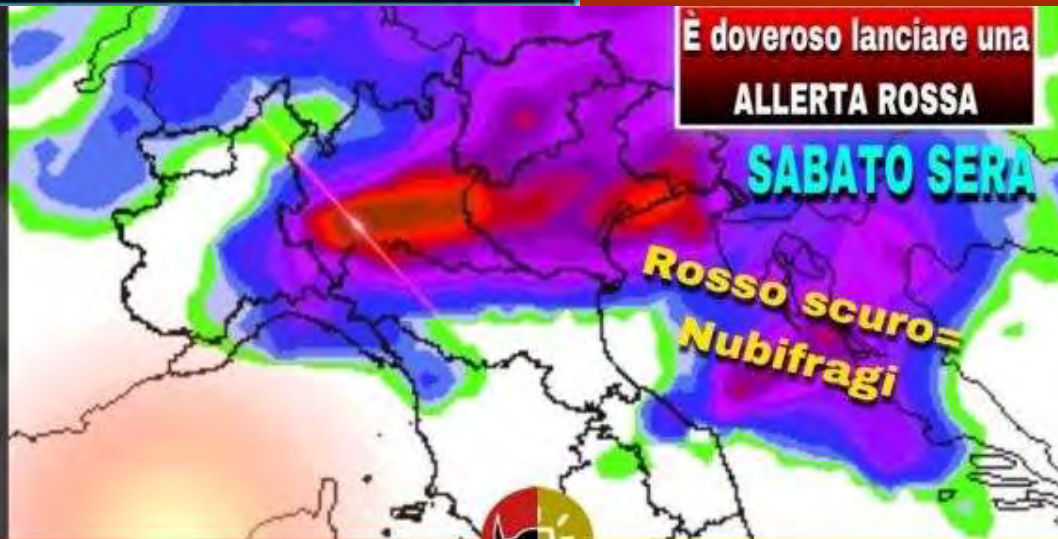 È doveroso lanciare una
ALLERTA ROSSA
SABATO SERA
Rosso scuro=
Nubifragi